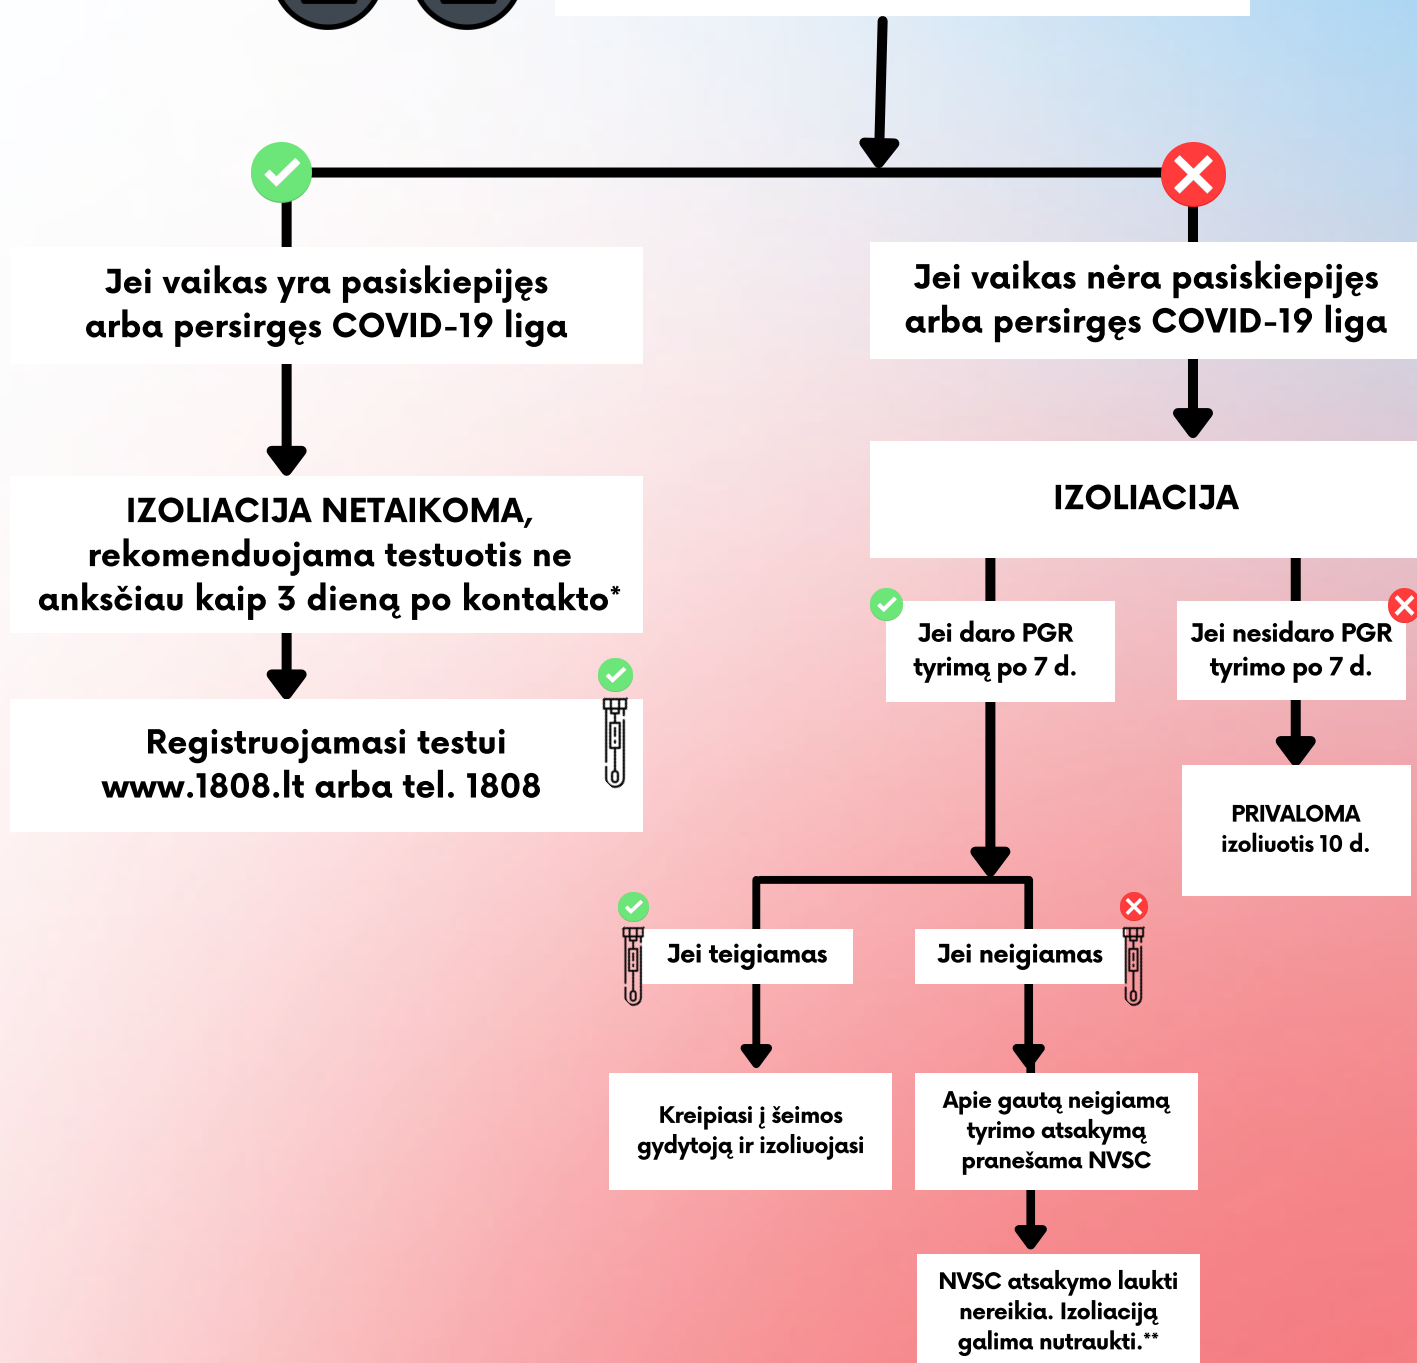 Jei vaikas yra pasiskiepijęs
arba persirgęs COVID-19 liga
IZOLIACIJA NETAIKOMA,
rekomenduojama testuotis ne
anksčiau kaip 3 dieną po kontakto*
Registruojamasi testui
www.1808.lt arba tel. 1808
Jei vaikas nėra pasiskiepijęs
arba persirgęs COVID-19 liga
IZOLIACIJA
Jei daro PGR
tyrimą po 7 d.
Jei nesidaro PGR
tyrimo po 7 d.
PRIVALOMA
izoliuotis 10 d.
Jei teigiamas
Jei neigiamas
Kreipiasi į šeimos
gydytoją ir izoliuojasi
Apie gautą neigiamą
tyrimo atsakymą
pranešama NVSC
NVSC atsakymo laukti
nereikia. Izoliaciją
galima nutraukti.**